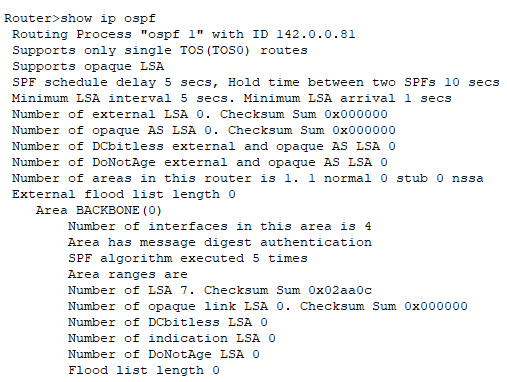 Router>show ip ospf
Routing Process "ospf 1" with ID 142.0.0.81
Supports only single TOS(TOS0) routes
Supports opaque LSA
SPF schedule delay 5 secs, Hold time between two SPFs 10 secs
Minimum LSA interval 5 secs. Minimum LSA arrival 1 secs
Number of external LSA 0. Checksum Sum 0x000000
Number of opaque AS LSA 0. Checksum Sum 0x000000
Number of DCbitless external and opaque AS LSA 0
Number of DoNotAge external and opaque AS LSA 0
Number of areas in this router is 1. 1 normal 0 stub 0 nssa
External flood list length 0
Area BACKBONE(0)
Number of interfaces in this area is 4
Area has message digest authentication
SPF algorithm executed 5 times
Area ranges are
Number of LSA 7. Checksum Sum 0x02aa0c
Number of opaque link LSA 0. Checksum Sum 0x000000
Number of DCbitless LSA 0
Number of indication LSA 0
Number of DoNotAge LSA 0
Flood list length 0